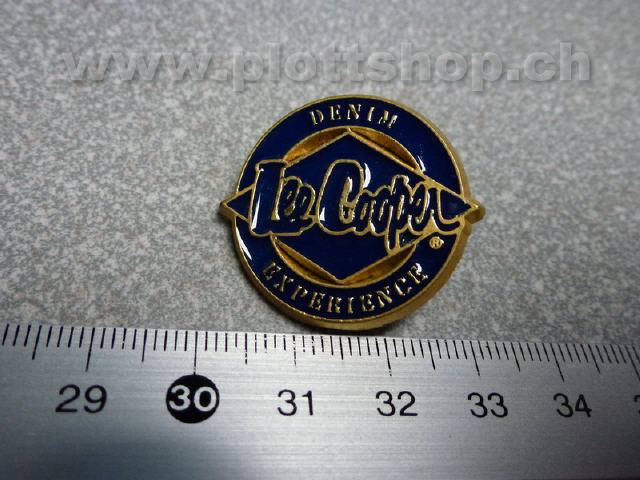 www.plottshop.ch
DENIM
Lee Cooper
®
EXPERIENCE
29 30 31 32 33 34